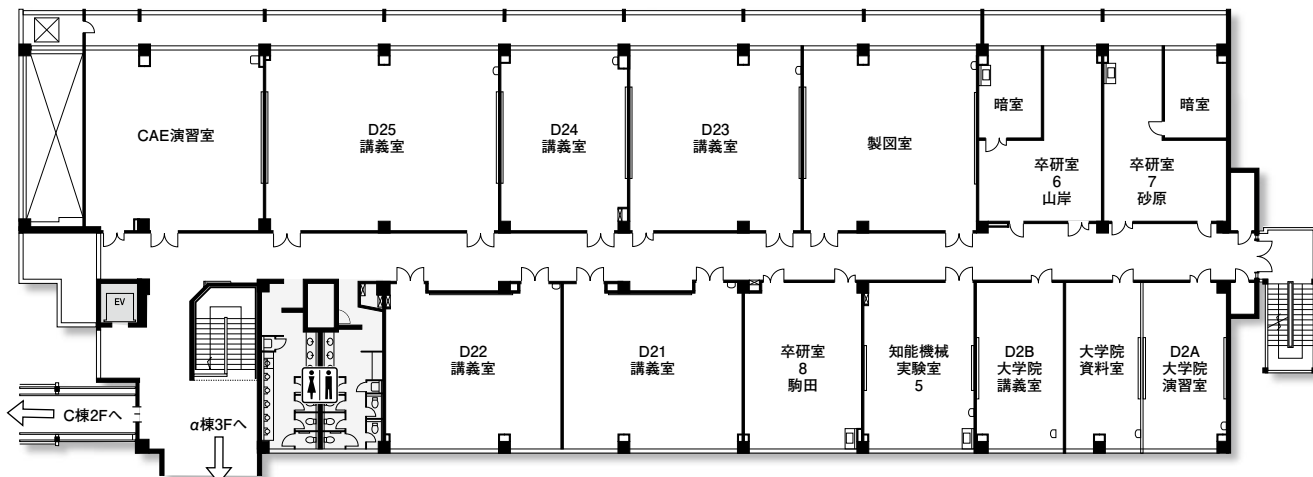 CAE演習室
D25
講義室
D24
講義室
D23
講義室
製図室
暗室
卒研室
6
山岸
卒研室
7
砂原
暗室
EV
D22
講義室
D21
講義室
卒研室
8
駒田
知能機械
実験室
5
D2B
大学院
講義室
大学院
資料室
D2A
大学院
演習室
C棟2Fへ
α棟3Fへ